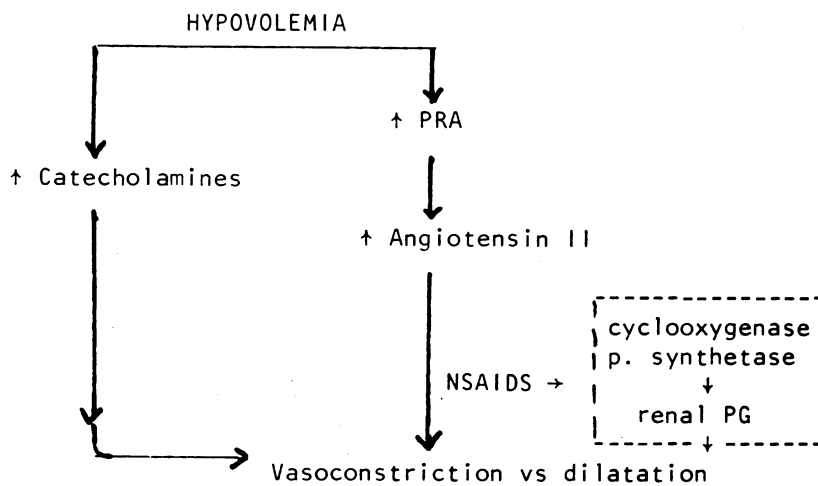 HYPOVOLEMIA
↑ PRA
↑ Catecholamines
↑ Angiotensin II
cyclooxygenase
p. synthetase
NSAIDS →
↓
renal PG
↓
Vasoconstriction vs dilatation